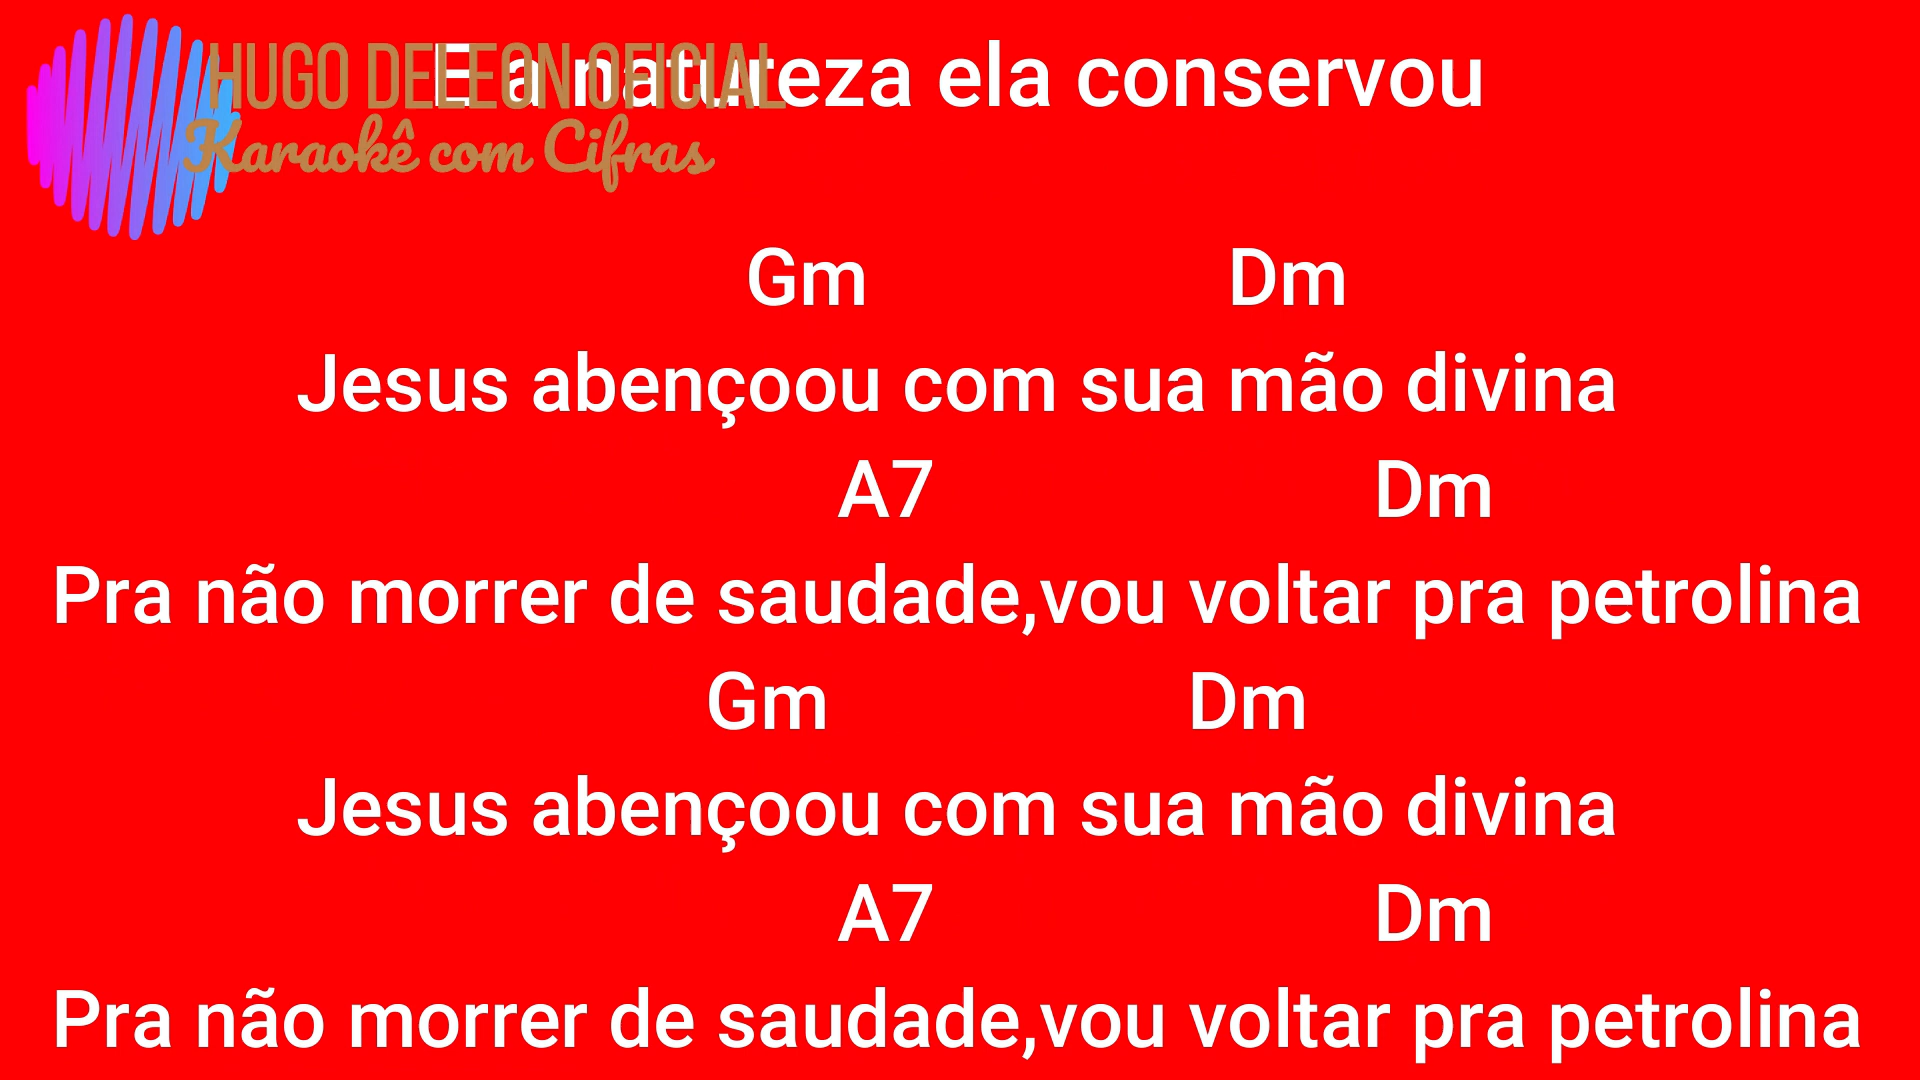 HUGO DELEON OFICIAL
Karaokê com Cifras
E a natureza ela conservou
Gm Dm
Jesus abençoou com sua mão divina
A7 Dm
Pra não morrer de saudade,vou voltar pra petrolina
Gm Dm
Jesus abençoou com sua mão divina
A7 Dm
Pra não morrer de saudade,vou voltar pra petrolina